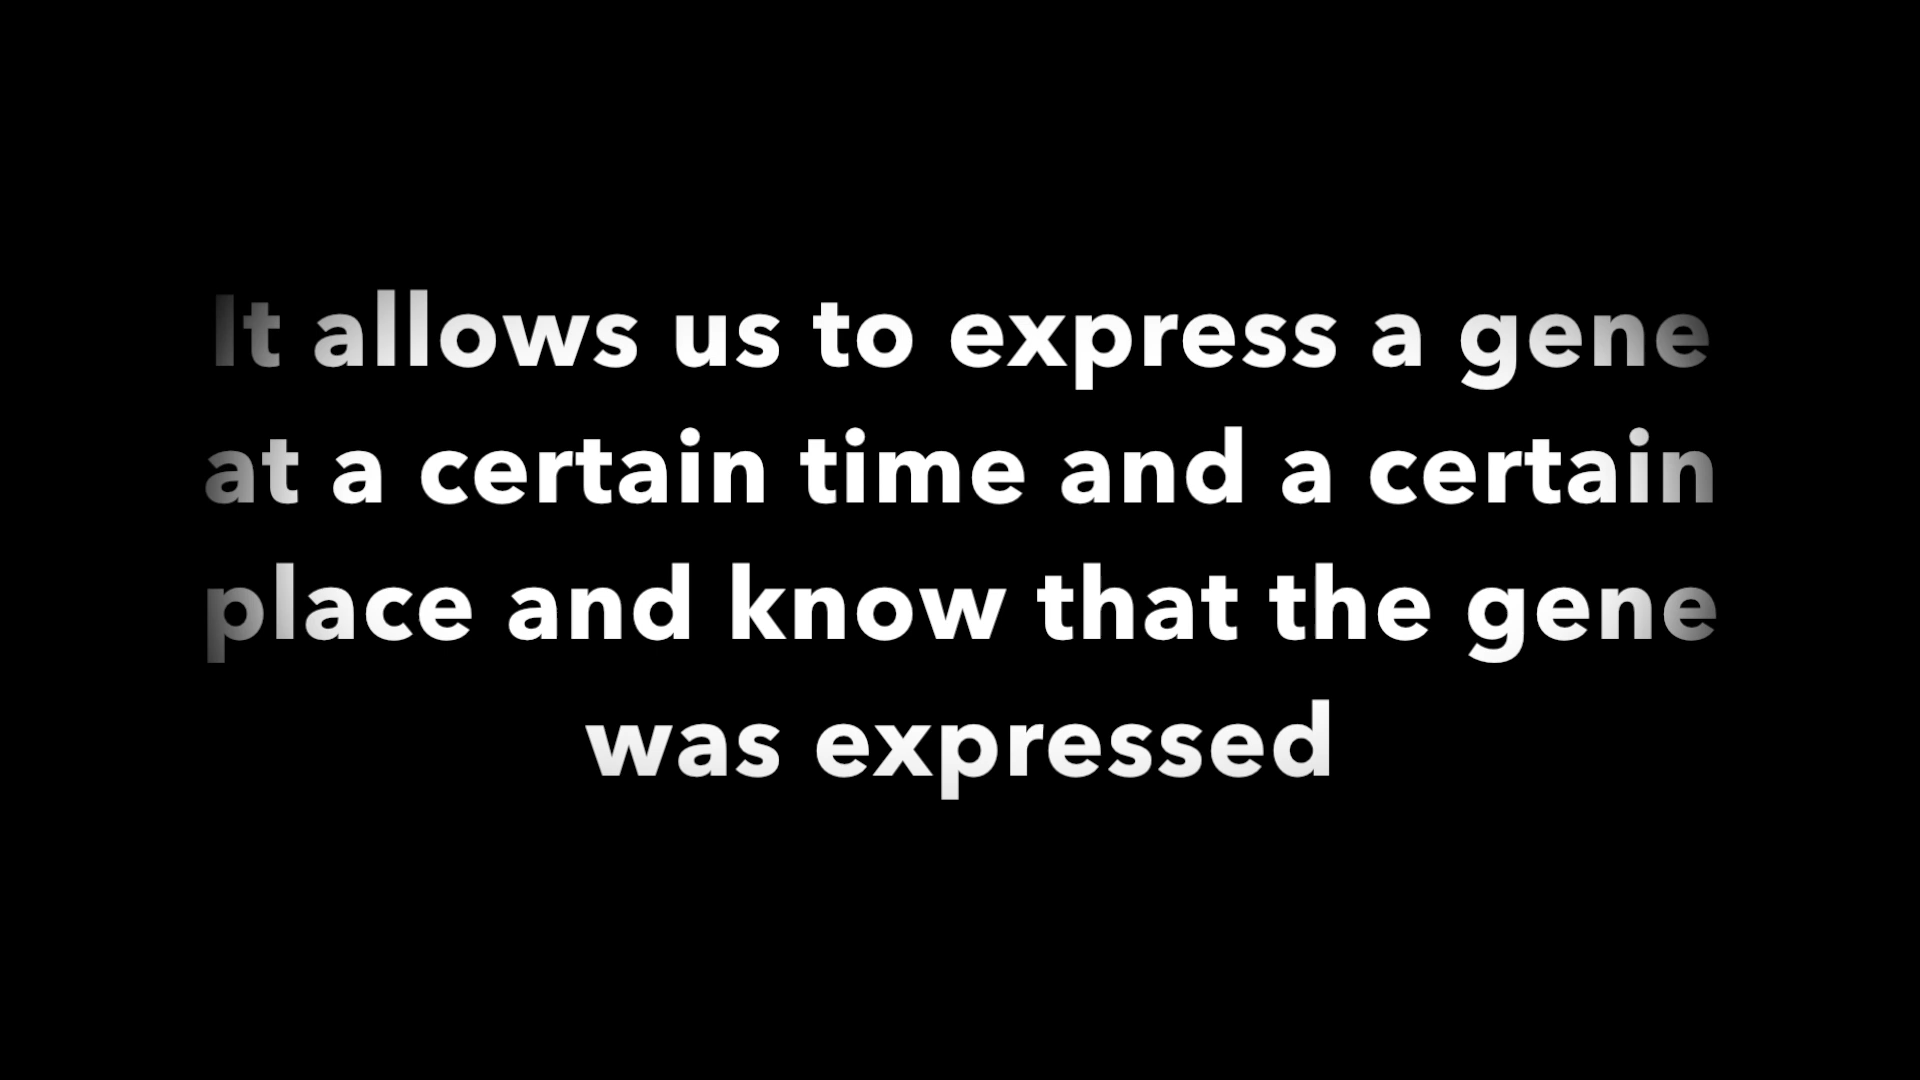 It allows us to express a gene
at a certain time and a certain
place and know that the gene
was expressed